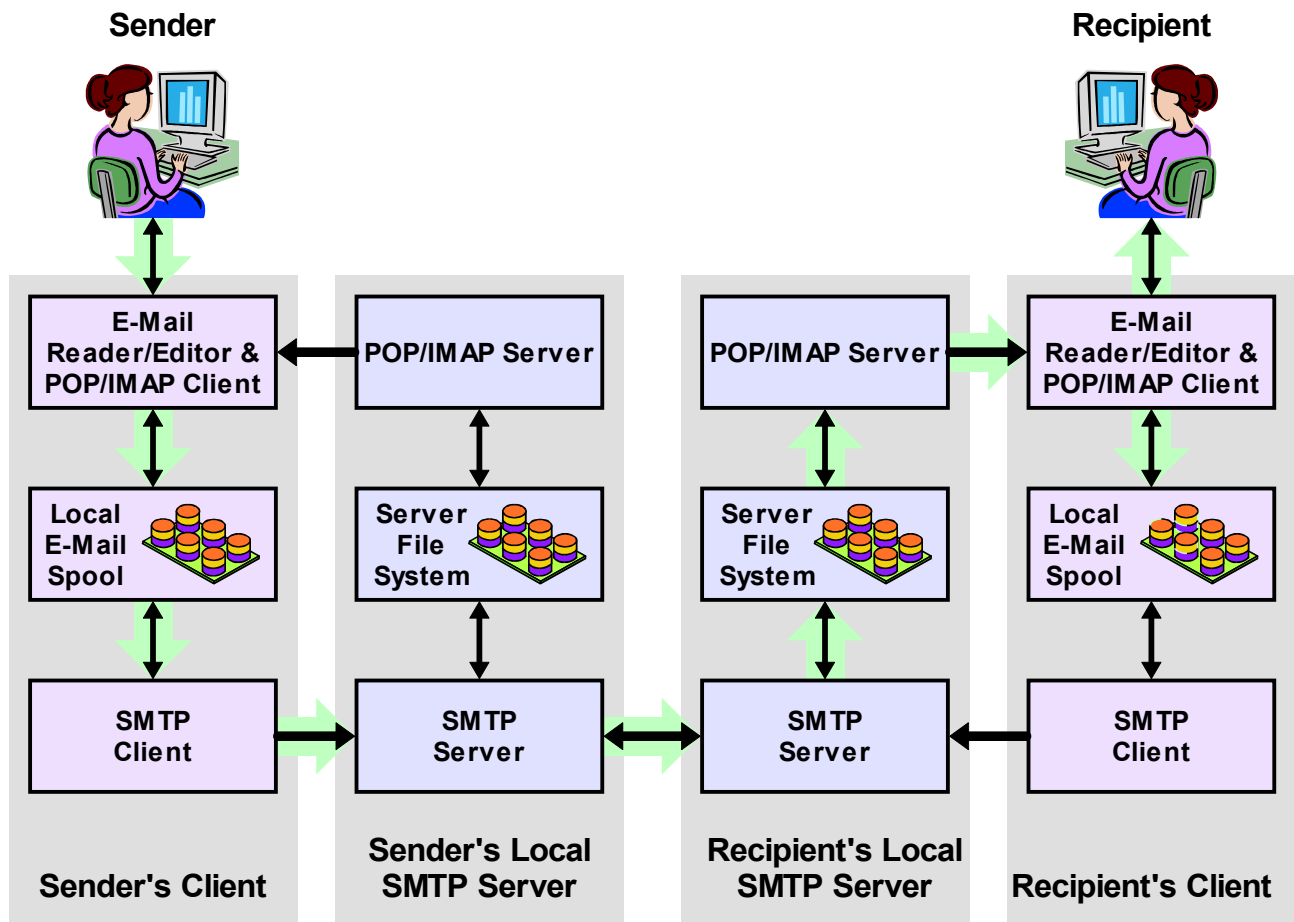 Sender
Recipient
E-Mail
Reader/Editor &
POP/IMAP Client
POP/IMAP Server
POP/IMAP Server
E-Mail
Reader/Editor &
POP/IMAP Client
Local
E-Mail
Spool
Server
File
System
Server
File
System
Local
E-Mail
Spool
SMTP
Client
SMTP
Server
SMTP
Server
SMTP
Client
Sender's Client
Sender's Local
SMTP Server
Recipient's Local
SMTP Server
Recipient's Client